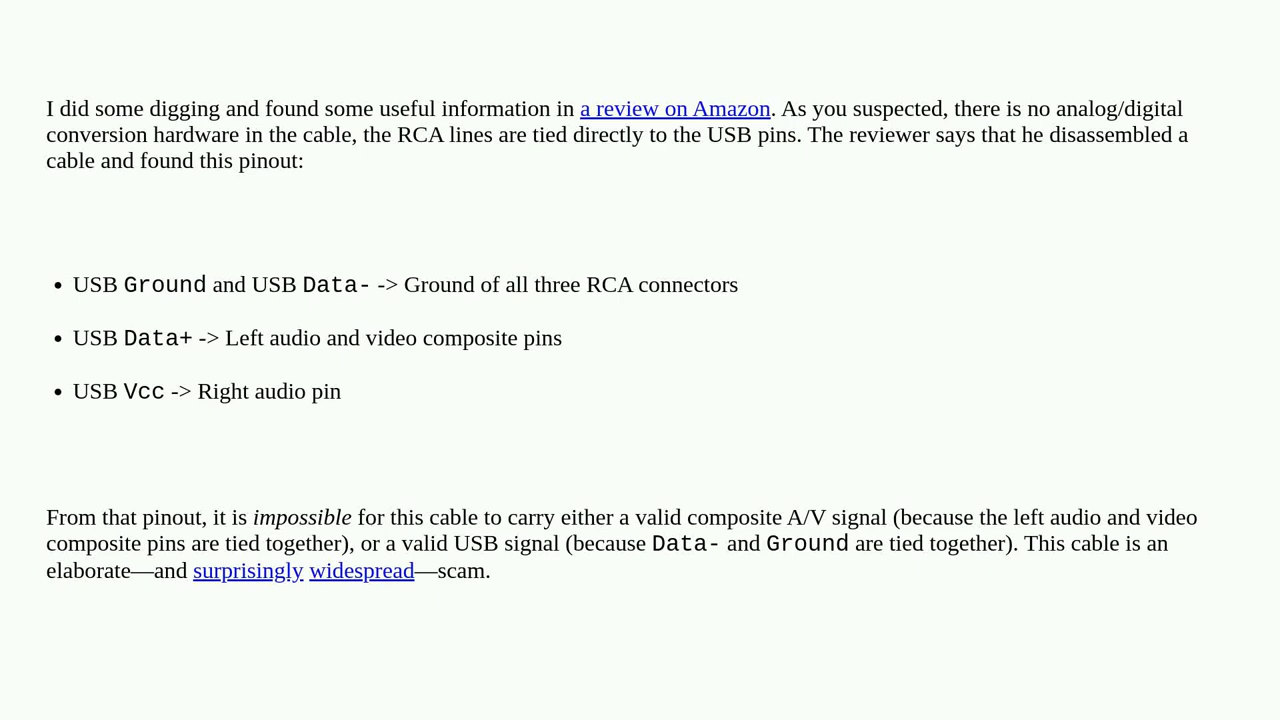 I did some digging and found some useful information in a review on Amazon. As you suspected, there is no analog/digital
conversion hardware in the cable, the RCA lines are tied directly to the USB pins. The reviewer says that he disassembled a
cable and found this pinout:
• USB Ground and USB Data- -> Ground of all three RCA connectors
• USB Data+ -> Left audio and video composite pins
• USB Vcc -> Right audio pin
From that pinout, it is impossible for this cable to carry either a valid composite A/V signal (because the left audio and video
composite pins are tied together), or a valid USB signal (because Data- and Ground are tied together). This cable is an
elaborate—and surprisingly widespread—scam.